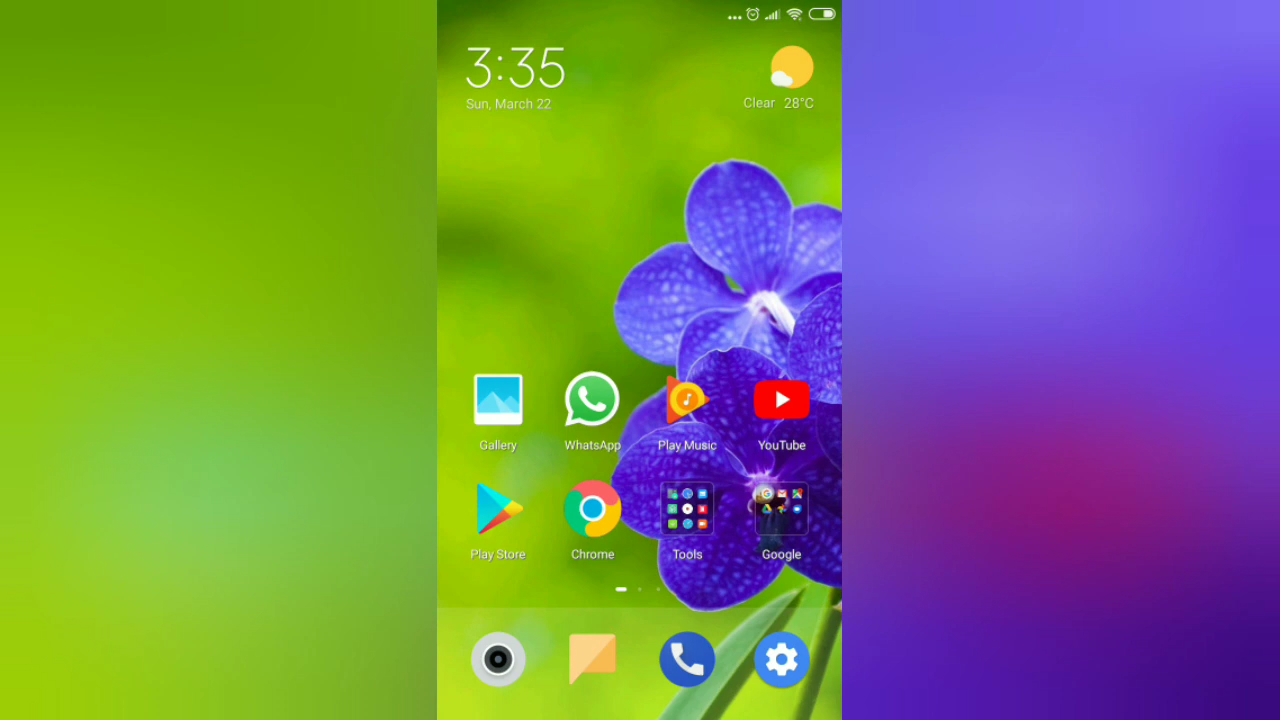 3:35
Sun, March 22
Clear 28°C
Gallery
WhatsApp
Play Music
YouTube
Play Store
Chrome
Tools
Google